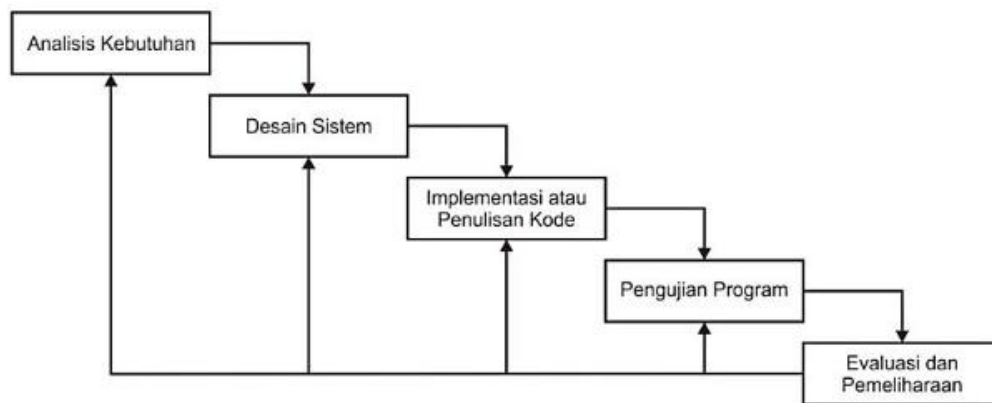 Analisis Kebutuhan
Desain Sistem
Implementasi atau
Penulisan Kode
Pengujian Program
Evaluasi dan
Pemeliharaan